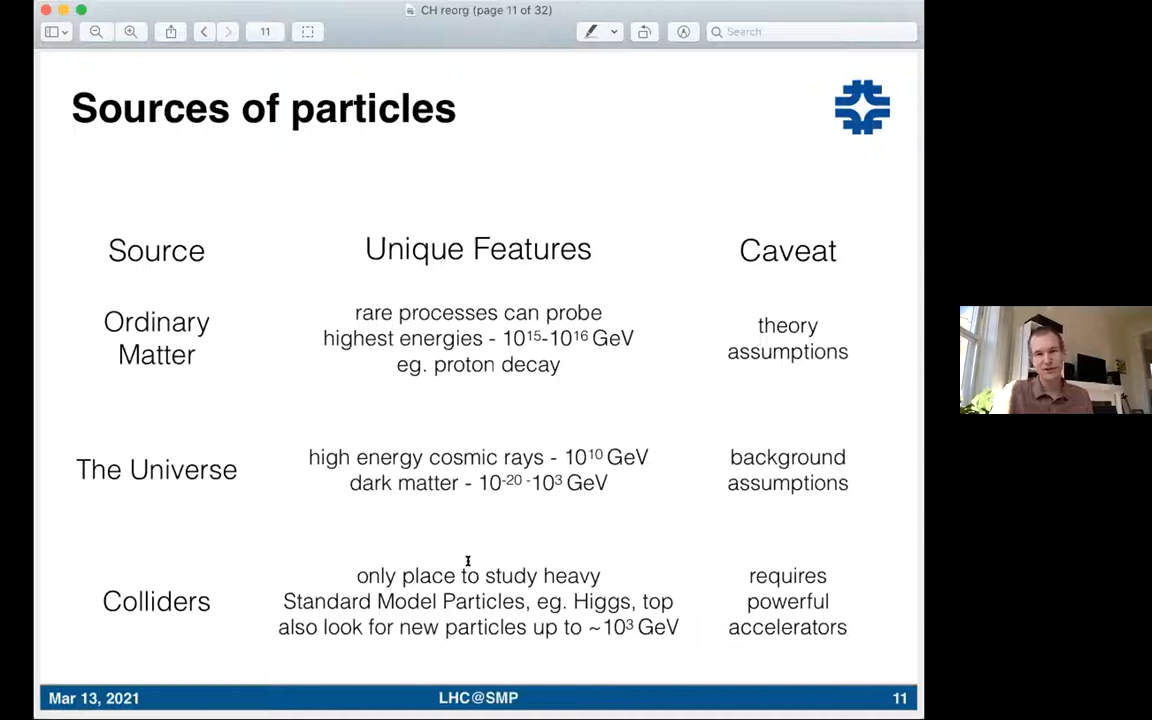 CH reorg (page 11 of 32)
11
Search
Sources of particles
Source
Unique Features
Caveat
Ordinary
Matter
rare processes can probe
highest energies - 10¹⁵-10¹⁶ GeV
eg. proton decay
theory
assumptions
The Universe
high energy cosmic rays - 10¹⁰ GeV
dark matter - 10⁻²⁰ -10³ GeV
background
assumptions
Colliders
only place to study heavy
Standard Model Particles, eg. Higgs, top
also look for new particles up to ~10³ GeV
requires
powerful
accelerators
Mar 13, 2021
LHC@SMP
11